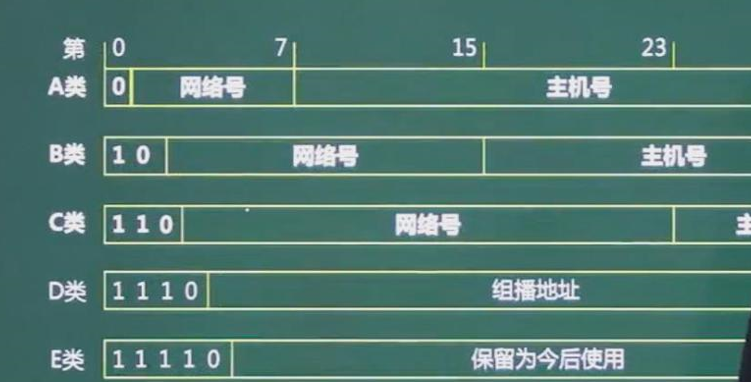 第 0 7 15 23
A类 0 网络号 主机号
B类 1 0 网络号 主机号
C类 1 1 0 网络号 主
D类 1 1 1 0 组播地址
E类 1 1 1 1 0 保留为今后使用